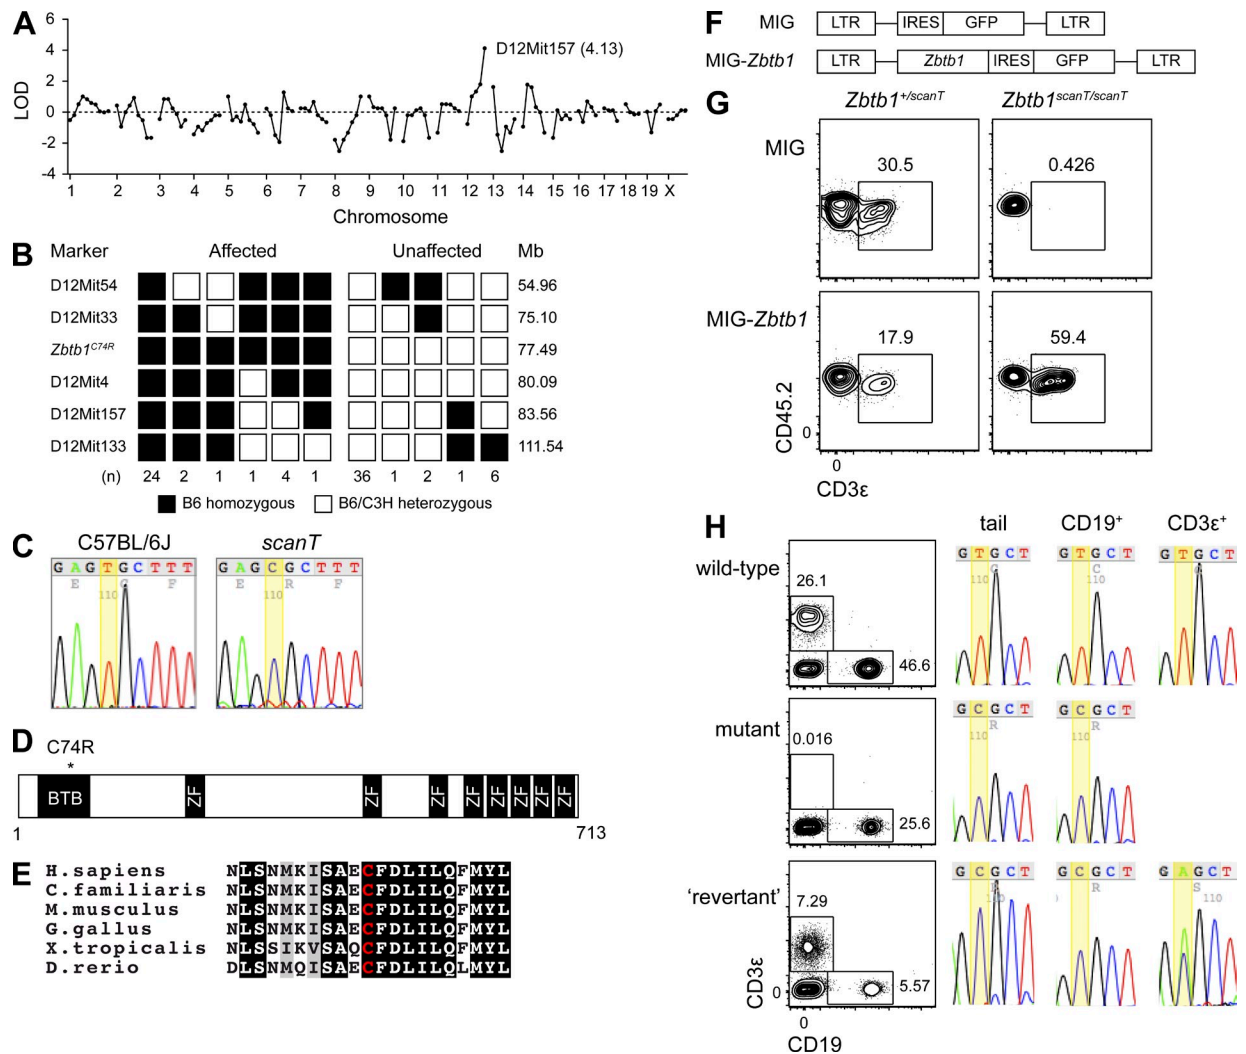 A
LOD
6
4
2
0
-2
-4
D12Mit157 (4.13)
1 2 3 4 5 6 7 8 9 10 11 12 13 14 15 16 17 18 19 X
Chromosome
B
Marker Affected Unaffected Mb
D12Mit54 54.96
D12Mit33 75.10
Zbtb1C74R 77.49
D12Mit4 80.09
D12Mit157 83.56
D12Mit133 111.54
(n) 24 2 1 1 4 1 36 1 2 1 6
B6 homozygous B6/C3H heterozygous
C
C57BL/6J scanT
G A G T G C T T T G A G C G C T T T
E C F E R F
110 110
D
C74R
*
BTB ZF ZF ZF ZF ZF ZF ZF ZF
1 713
E
H.sapiens NLSNMKISAECFDLILQFMYL
C.familiaris NLSNMKISAECFDLILQFMYL
M.musculus NLSNMKISAECFDLILQFMYL
G.gallus NLSNMKISAECFDLILQFMYL
X.tropicalis NLSSIKVSAQCFDLILQFMYL
D.rerio DLSNMQISAECFDLILQLMYL
F
MIG LTR IRES GFP LTR
MIG-Zbtb1 LTR Zbtb1 IRES GFP LTR
G
Zbtb1+/scanT Zbtb1scanT/scanT
MIG
30.5 0.426
MIG-Zbtb1
17.9 59.4
CD45.2
0
0
CD3ε
H
tail CD19+ CD3ε+
wild-type
26.1
46.6
G T G C T G T G C T G T G C T
C
110 110 110
mutant
0.016
25.6
G C G C T G C G C T
R R
110 110
'revertant'
7.29
5.57
G C G C T G C G C T G A G C T
R S
110 110
CD3ε
0
0
CD19